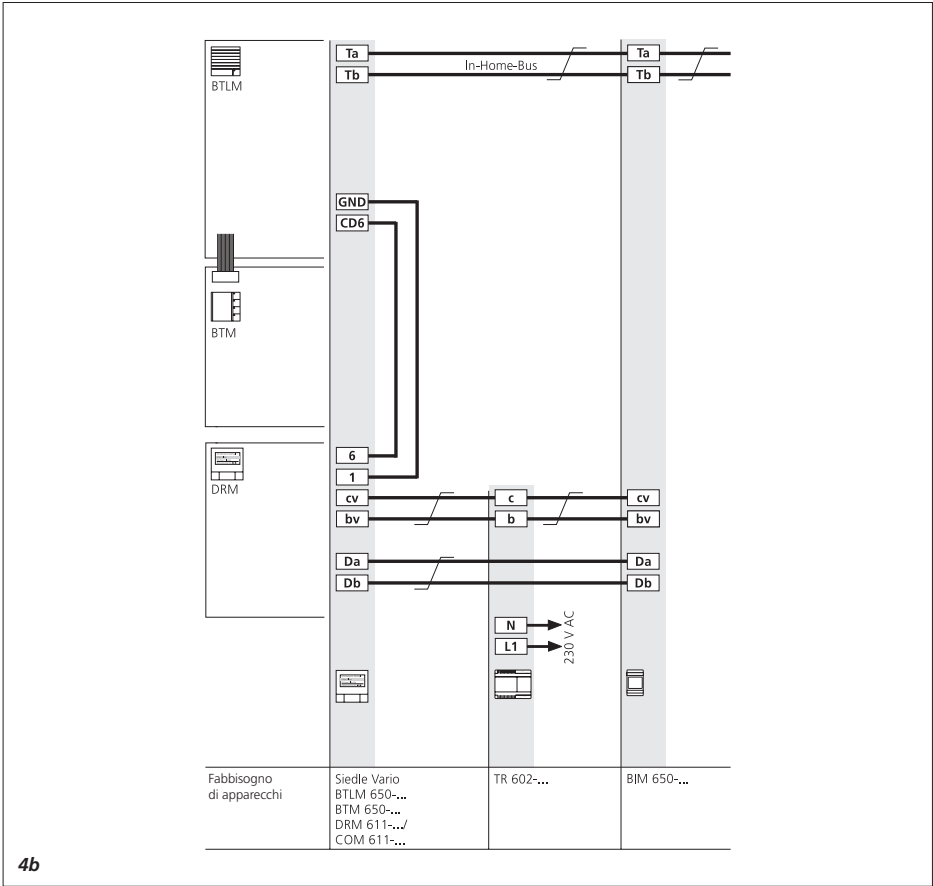 BTLM
Ta
Tb
In-Home-Bus
Ta
Tb
GND
CD6
BTM
DRM
6
1
cv
bv
c
b
cv
bv
Da
Db
Da
Db
N
L1
230 V AC
Fabbisogno
di apparecchi
Siedle Vario
BTLM 650-...
BTM 650-...
DRM 611-.../
COM 611-...
TR 602-...
BIM 650-...
4b